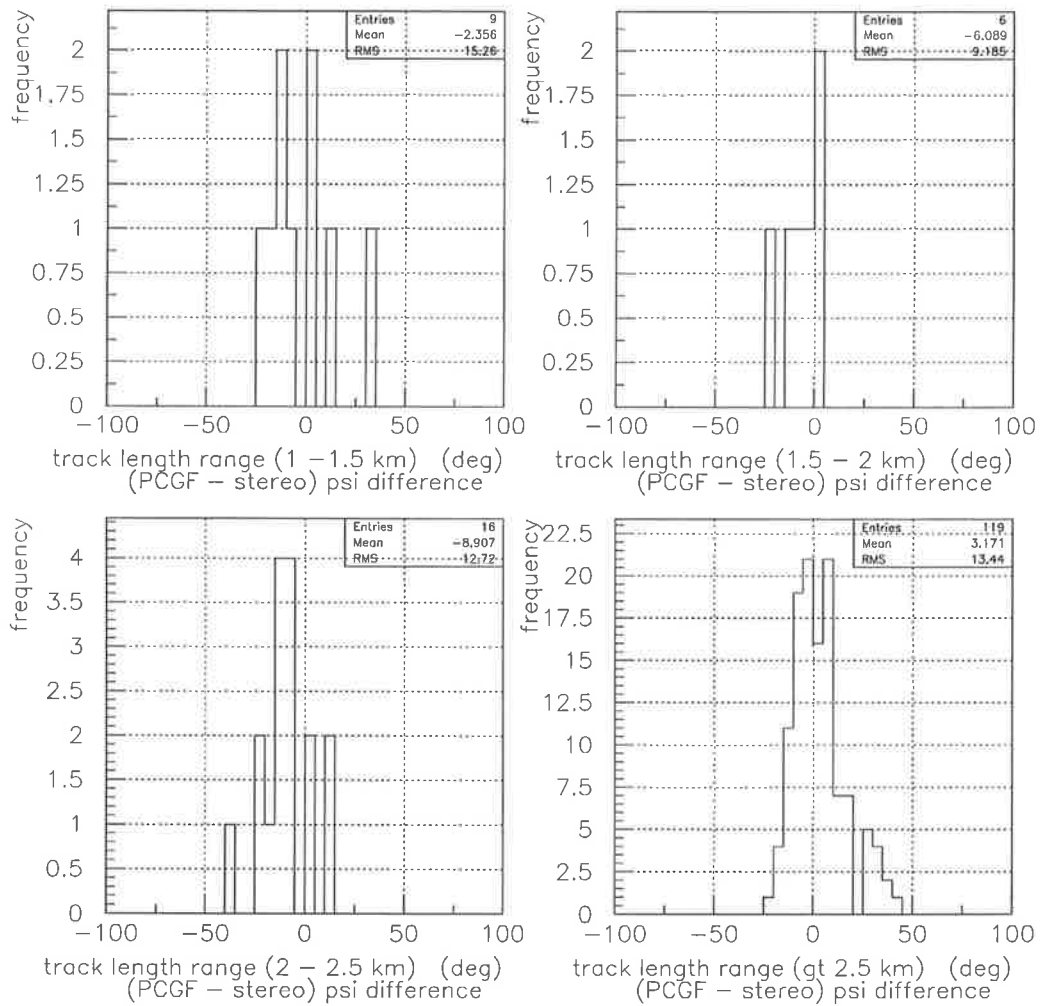 Entries 9
Mean -2.356
RMS 15.26
frequency
2
1.75
1.5
1.25
1
0.75
0.5
0.25
0
-100 -50 0 50 100
track length range (1 -1.5 km) (deg)
(PCGF - stereo) psi difference
Entries 6
Mean -6.089
RMS 9.185
frequency
2
1.75
1.5
1.25
1
0.75
0.5
0.25
0
-100 -50 0 50 100
track length range (1.5 - 2 km) (deg)
(PCGF - stereo) psi difference
Entries 16
Mean -8.907
RMS 12.72
frequency
4
3.5
3
2.5
2
1.5
1
0.5
0
-100 -50 0 50 100
track length range (2 - 2.5 km) (deg)
(PCGF - stereo) psi difference
Entries 119
Mean 3.171
RMS 13.44
frequency
22.5
20
17.5
15
12.5
10
7.5
5
2.5
0
-100 -50 0 50 100
track length range (gt 2.5 km) (deg)
(PCGF - stereo) psi difference